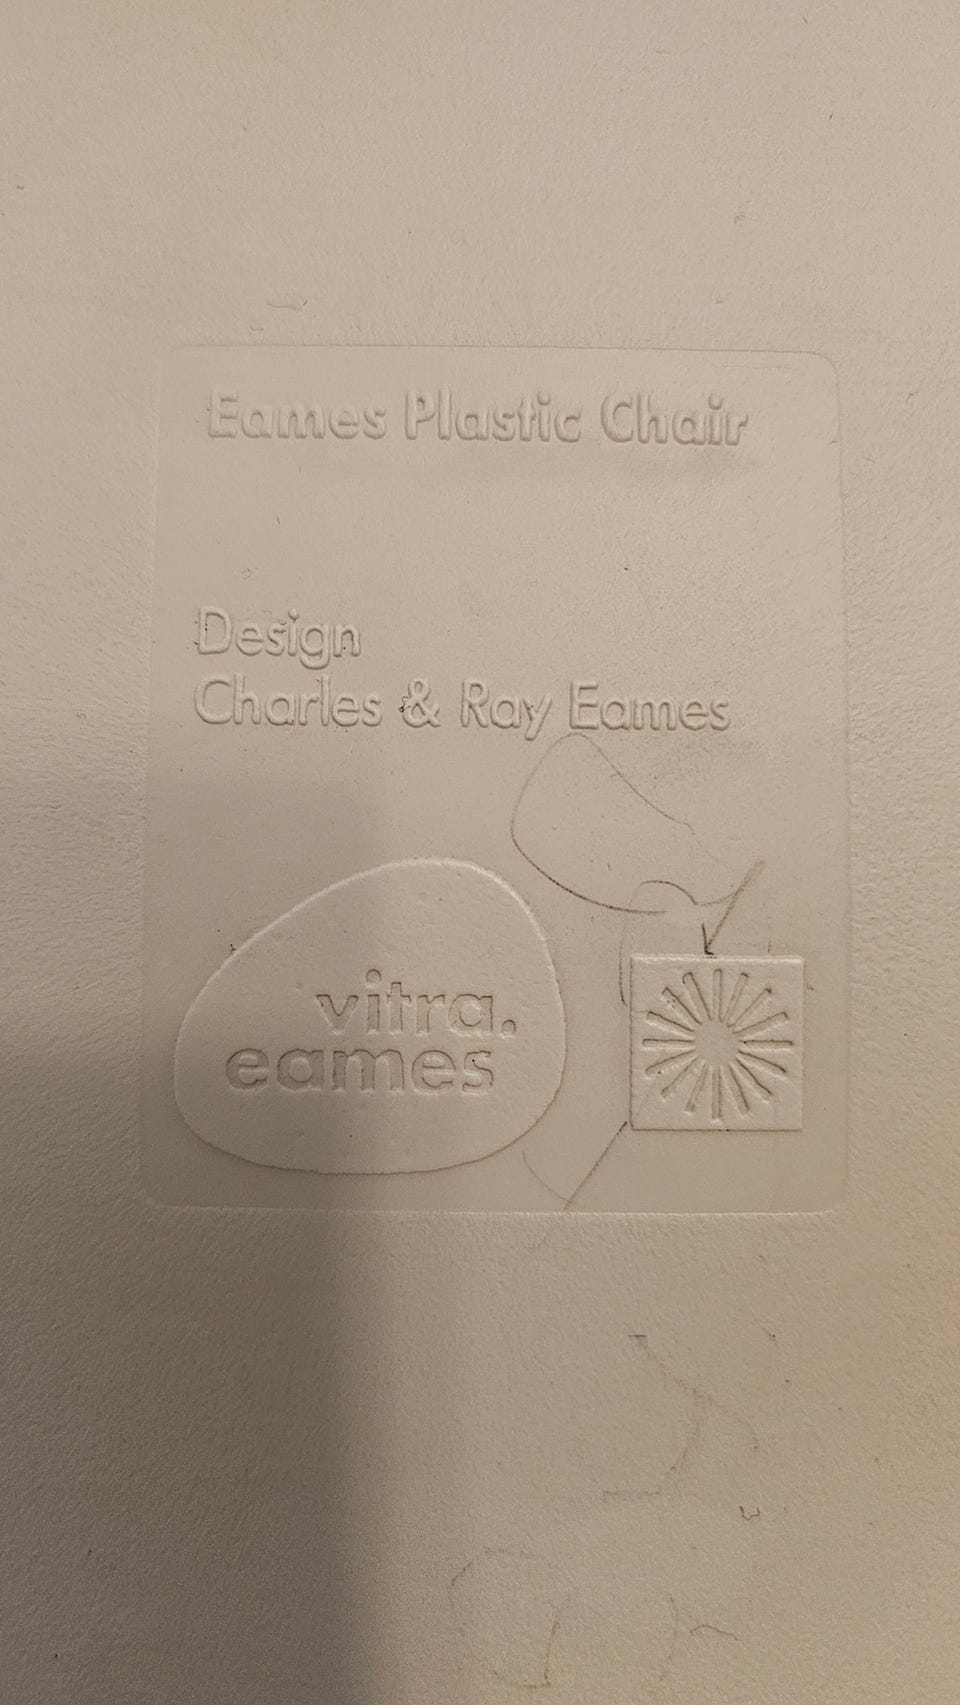 Eames Plastic Chair
Design
Charles & Ray Eames
vitra.
eames